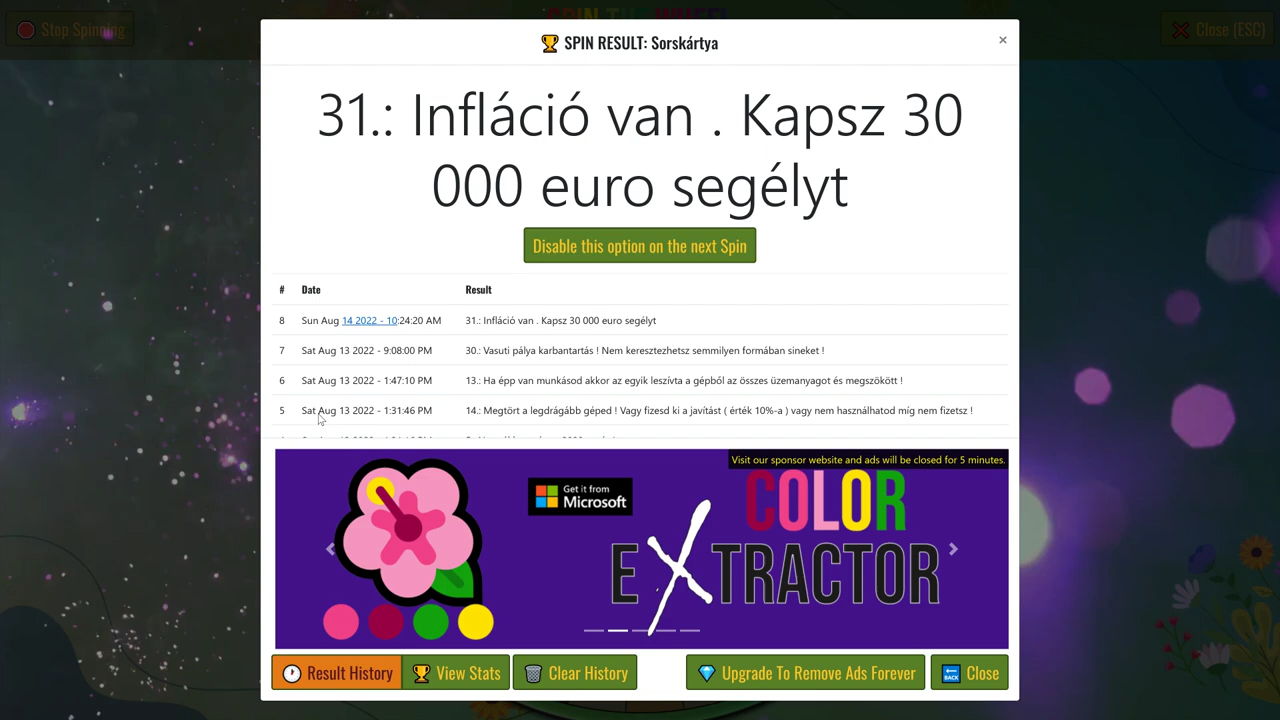 SPIN THE WHEEL
Stop Spinning
Close (ESC)
SPIN RESULT: Sorskártya
×
31.: Infláció van . Kapsz 30
000 euro segélyt
Disable this option on the next Spin
# Date Result
8 Sun Aug 14 2022 - 10:24:20 AM 31.: Infláció van . Kapsz 30 000 euro segélyt
7 Sat Aug 13 2022 - 9:08:00 PM 30.: Vasuti pálya karbantartás ! Nem keresztezhetsz semmilyen formában sineket !
6 Sat Aug 13 2022 - 1:47:10 PM 13.: Ha épp van munkásod akkor az egyik leszívta a gépből az összes üzemanyagot és megszökött !
5 Sat Aug 13 2022 - 1:31:46 PM 14.: Megtört a legdrágább géped ! Vagy fizesd ki a javítást ( érték 10%-a ) vagy nem használhatod míg nem fizetsz !
Visit our sponsor website and ads will be closed for 5 minutes.
Get it from
Microsoft
COLOR
EXTRACTOR
Result History
View Stats
Clear History
Upgrade To Remove Ads Forever
BACK
Close